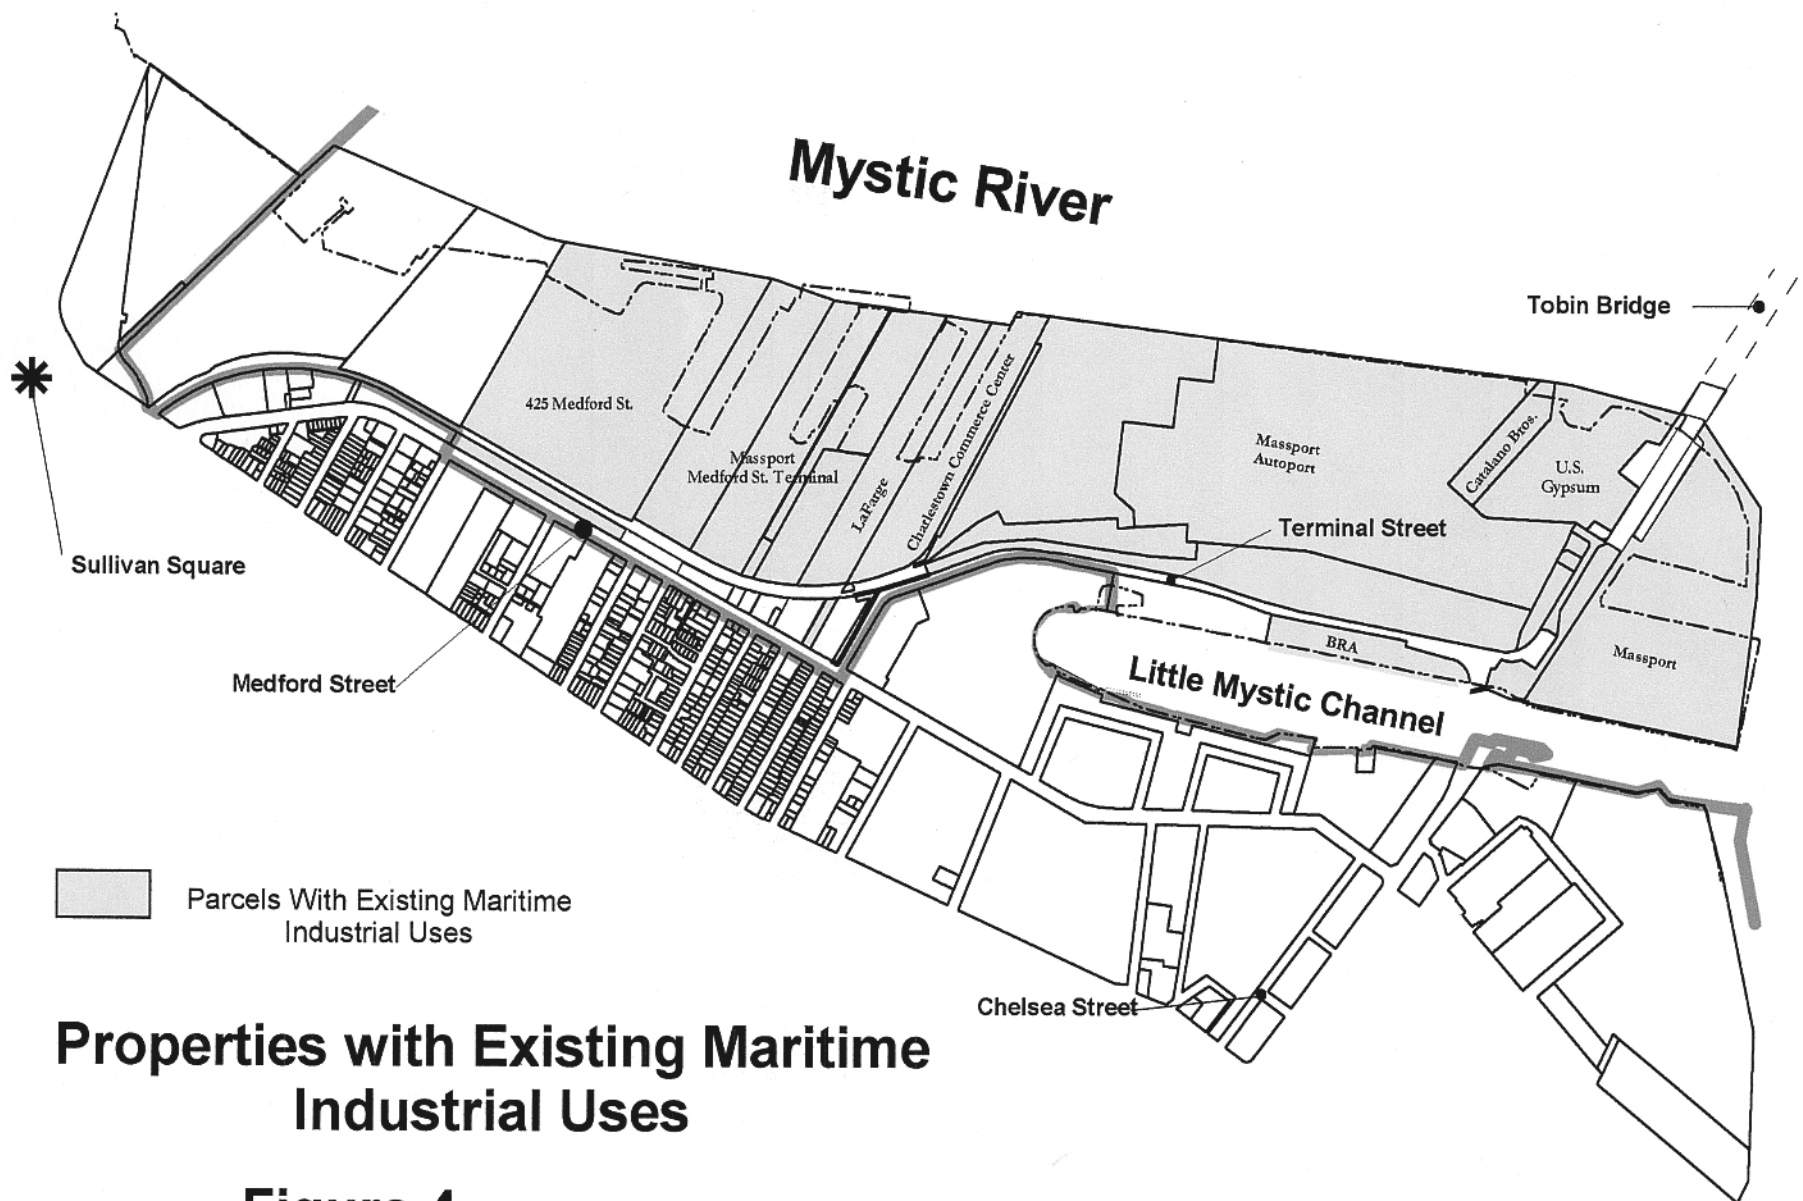 Mystic River
Tobin Bridge
425 Medford St.
Massport
Medford St. Terminal
LaFarge
Charlestown Commerce Center
Massport
Autoport
Catalano Bros.
U.S.
Gypsum
Terminal Street
Sullivan Square
BRA
Massport
Little Mystic Channel
Medford Street
Parcels With Existing Maritime
Industrial Uses
Chelsea Street
Properties with Existing Maritime
Industrial Uses
Figure 4